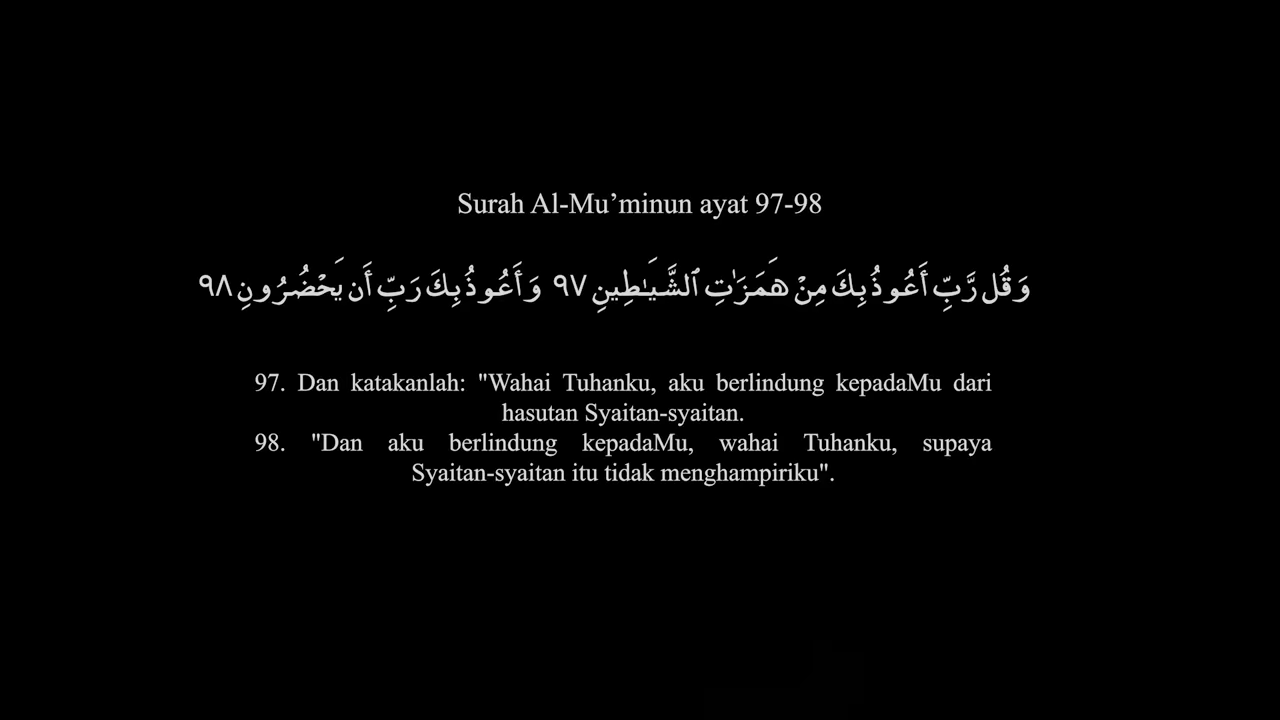 Surah Al-Mu’minun ayat 97-98
وَقُل رَّبِّ أَعُوذُ بِكَ مِنْ هَمَزَٰتِ ٱلشَّيَـٰطِينِ ٩٧ وَأَعُوذُ بِكَ رَبِّ أَن يَحْضُرُونِ ٩٨
97. Dan katakanlah: "Wahai Tuhanku, aku berlindung kepadaMu dari
hasutan Syaitan-syaitan.
98. "Dan aku berlindung kepadaMu, wahai Tuhanku, supaya
Syaitan-syaitan itu tidak menghampiriku".